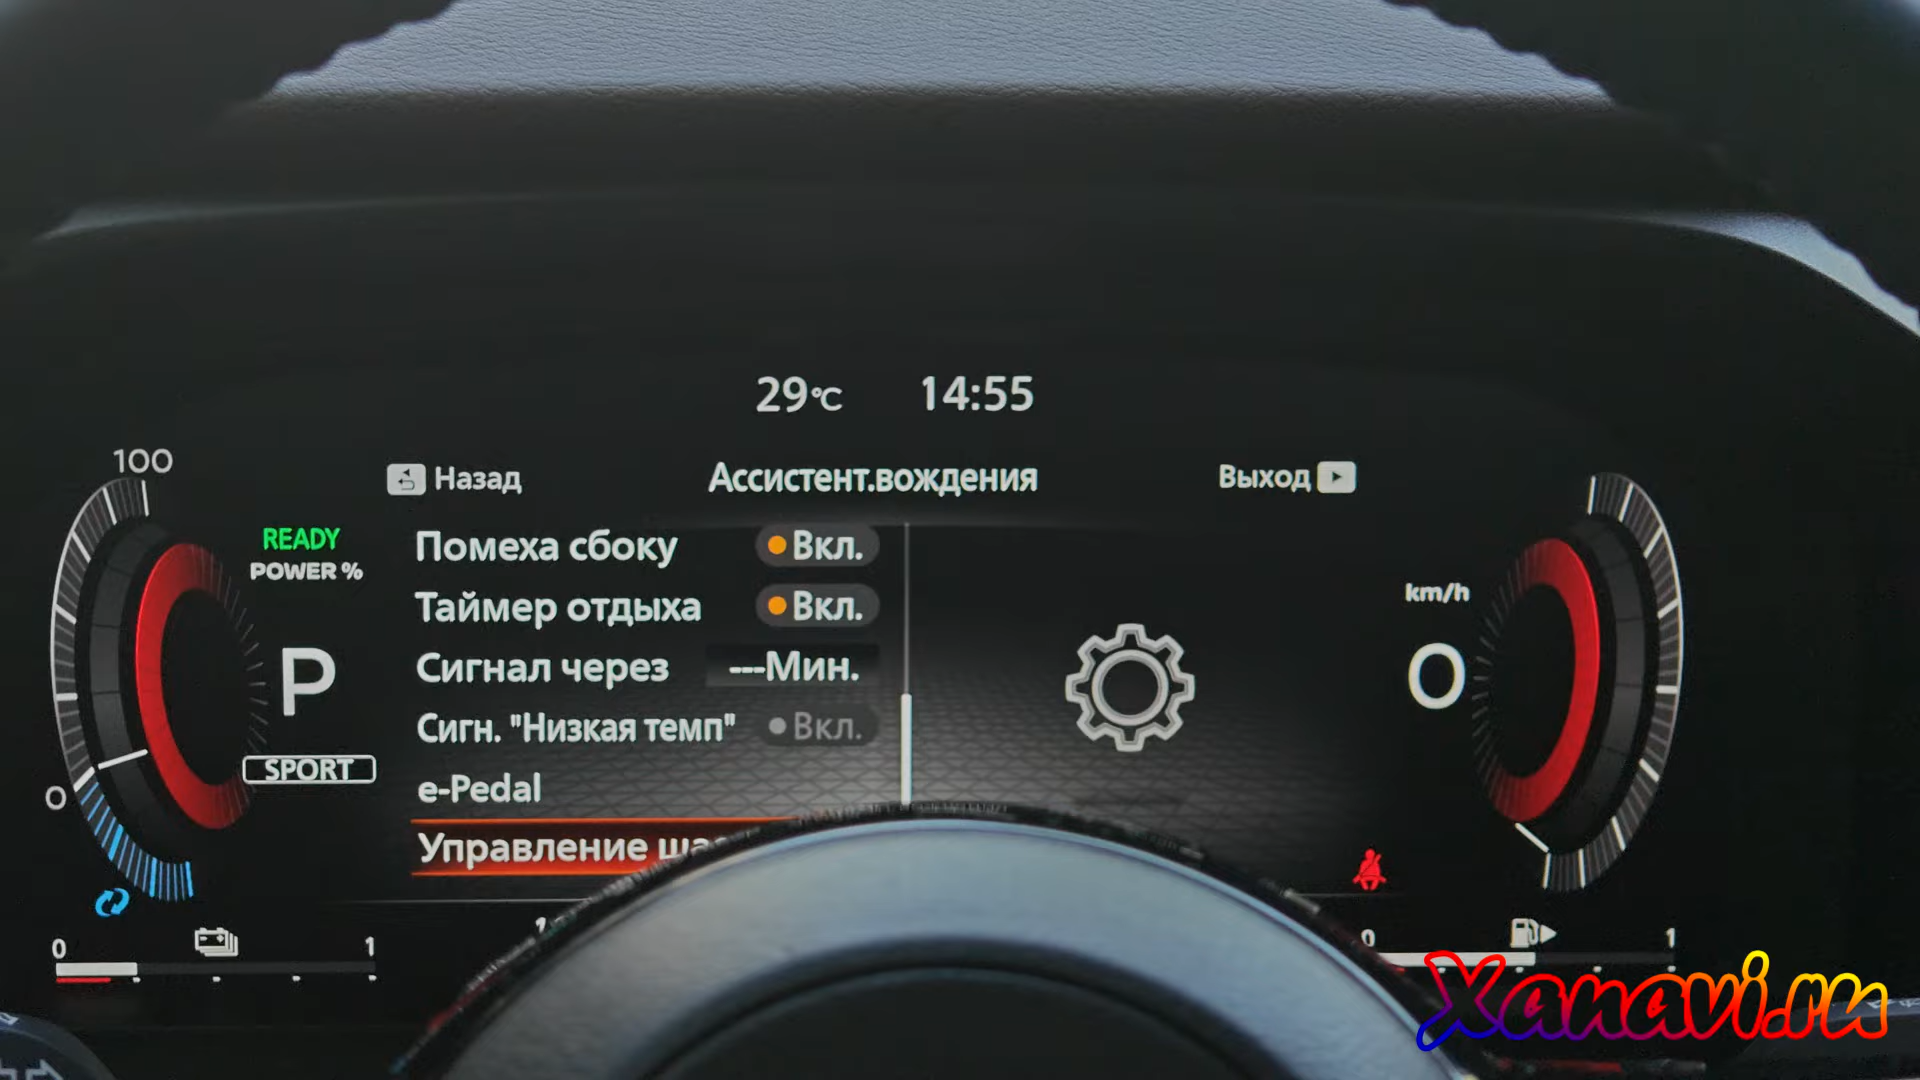 29°C 14:55
100
Назад Ассистент.вождения Выход
READY
POWER %
Помеха сбоку Вкл.
km/h
Таймер отдыха Вкл.
P
Сигнал через ---Мин.
0
Сигн. "Низкая темп" Вкл.
SPORT
0
e-Pedal
Управление
0 1
0 1
Xanavi.ru